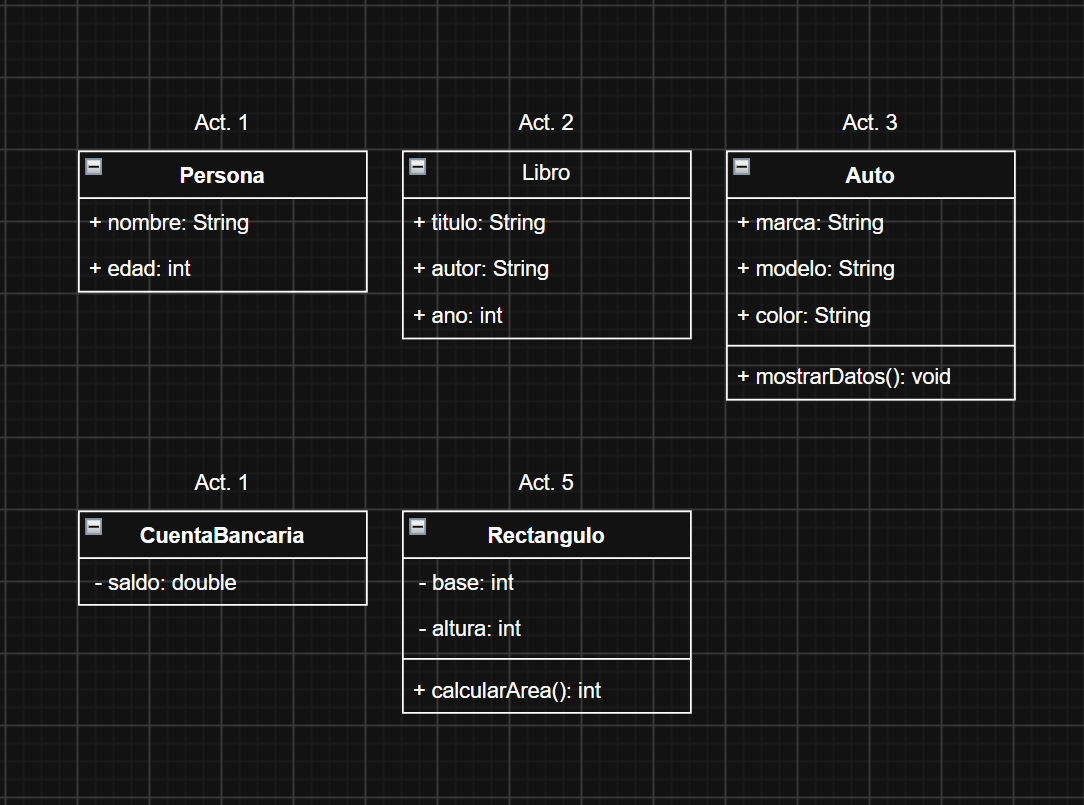 Act. 1
Persona
+ nombre: String
+ edad: int
Act. 2
Libro
+ titulo: String
+ autor: String
+ ano: int
Act. 3
Auto
+ marca: String
+ modelo: String
+ color: String
+ mostrarDatos(): void
Act. 1
CuentaBancaria
- saldo: double
Act. 5
Rectangulo
- base: int
- altura: int
+ calcularArea(): int